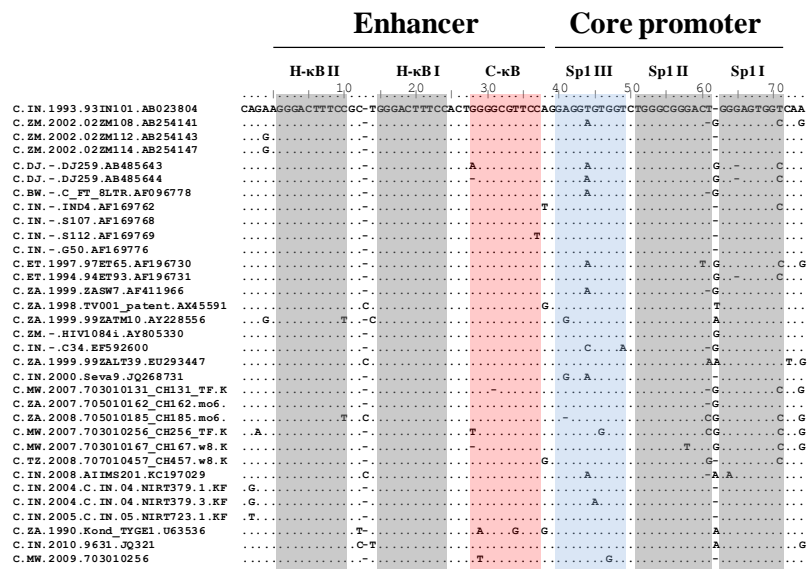 Enhancer Core promoter
H-κB II H-κB I C-κB Sp1 III Sp1 II Sp1 I
10 20 30 40 50 60 70
C.IN.1993.93IN101.AB023804 CAGAAGGGACTTTCCGC-TGGGACTTTCCACTGGGGCGTTCCAGGAGGTGTGGTCTGGGCGGGACT-GGGAGTGGTCAA
C.ZM.2002.02ZM108.AB254141 - A -G C G
C.ZM.2002.02ZM112.AB254143 G - G
C.ZM.2002.02ZM114.AB254147 G - -
C.DJ.-.DJ259.AB485643 - A A G - C
C.DJ.-.DJ259.AB485644 - - A G - C
C.BW.-.C_FT_8LTR.AF096778 - A -G
C.IN.-.IND4.AF169762 - T - C
C.IN.-.S107.AF169768 - -
C.IN.-.S112.AF169769 - T -
C.IN.-.G50.AF169776 - -
C.ET.1997.97ET65.AF196730 - A T G C G
C.ET.1994.94ET93.AF196731 - A G - C
C.ZA.1999.ZASW7.AF411966 - A -G
C.ZA.1998.TV001_patent.AX45591 C G T
C.ZA.1999.99ZATM10.AY228556 G T -C G A
C.ZM.-.HIV1084i.AY805330 - G
C.IN.-.C34.EF592600 - C A -G
C.ZA.1999.99ZALT39.EU293447 C AA T G
C.IN.2000.Seva9.JQ268731 - G A -
C.MW.2007.703010131_CH131_TF.K - - -G C G
C.ZA.2007.705010162_CH162.mo6. - -G
C.ZA.2008.705010185_CH185.mo6. T C - CG C
C.MW.2007.703010256_CH256_TF.K A - T G CG C G
C.MW.2007.703010167_CH167.w8.K - - T G C
C.TZ.2008.707010457_CH457.w8.K - G G- C
C.IN.2008.AIIMS201.KC197029 C A -A A
C.IN.2004.C.IN.04.NIRT379.1.KF G - -
C.IN.2004.C.IN.04.NIRT379.3.KF G - G -
C.IN.2005.C.IN.05.NIRT723.1.KF T - -
C.ZA.1990.Kond_TYGE1.U63536 T- A G G A
C.IN.2010.9631.JQ321 C-T A G
C.MW.2009.703010256 - T G -